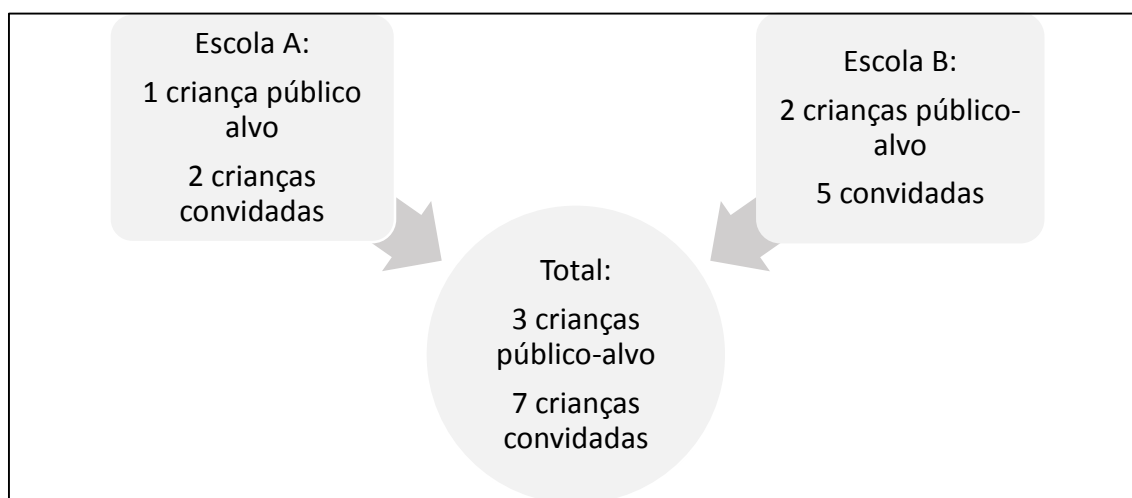 Escola A:
1 criança público
alvo
2 crianças
convidadas
Escola B:
2 crianças público-
alvo
5 convidadas
Total:
3 crianças
público-alvo
7 crianças
convidadas